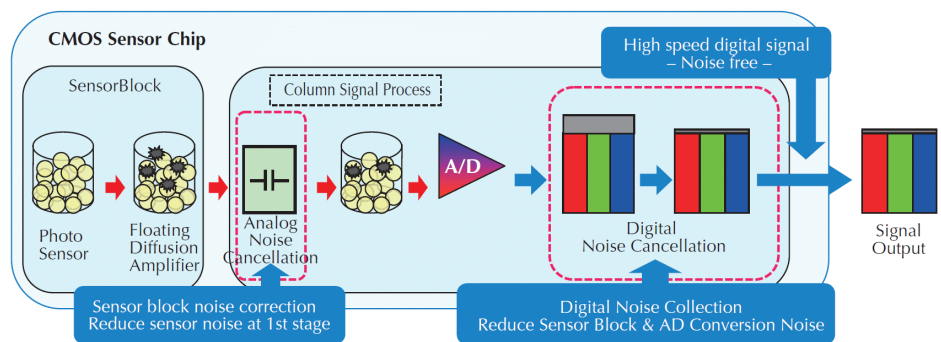 CMOS Sensor Chip
High speed digital signal
– Noise free –
SensorBlock
Column Signal Process
A/D
Photo
Sensor
Floating
Diffusion
Amplifier
Analog
Noise
Cancellation
Digital
Noise Cancellation
Signal
Output
Sensor block noise correction
Reduce sensor noise at 1st stage
Digital Noise Collection
Reduce Sensor Block & AD Conversion Noise